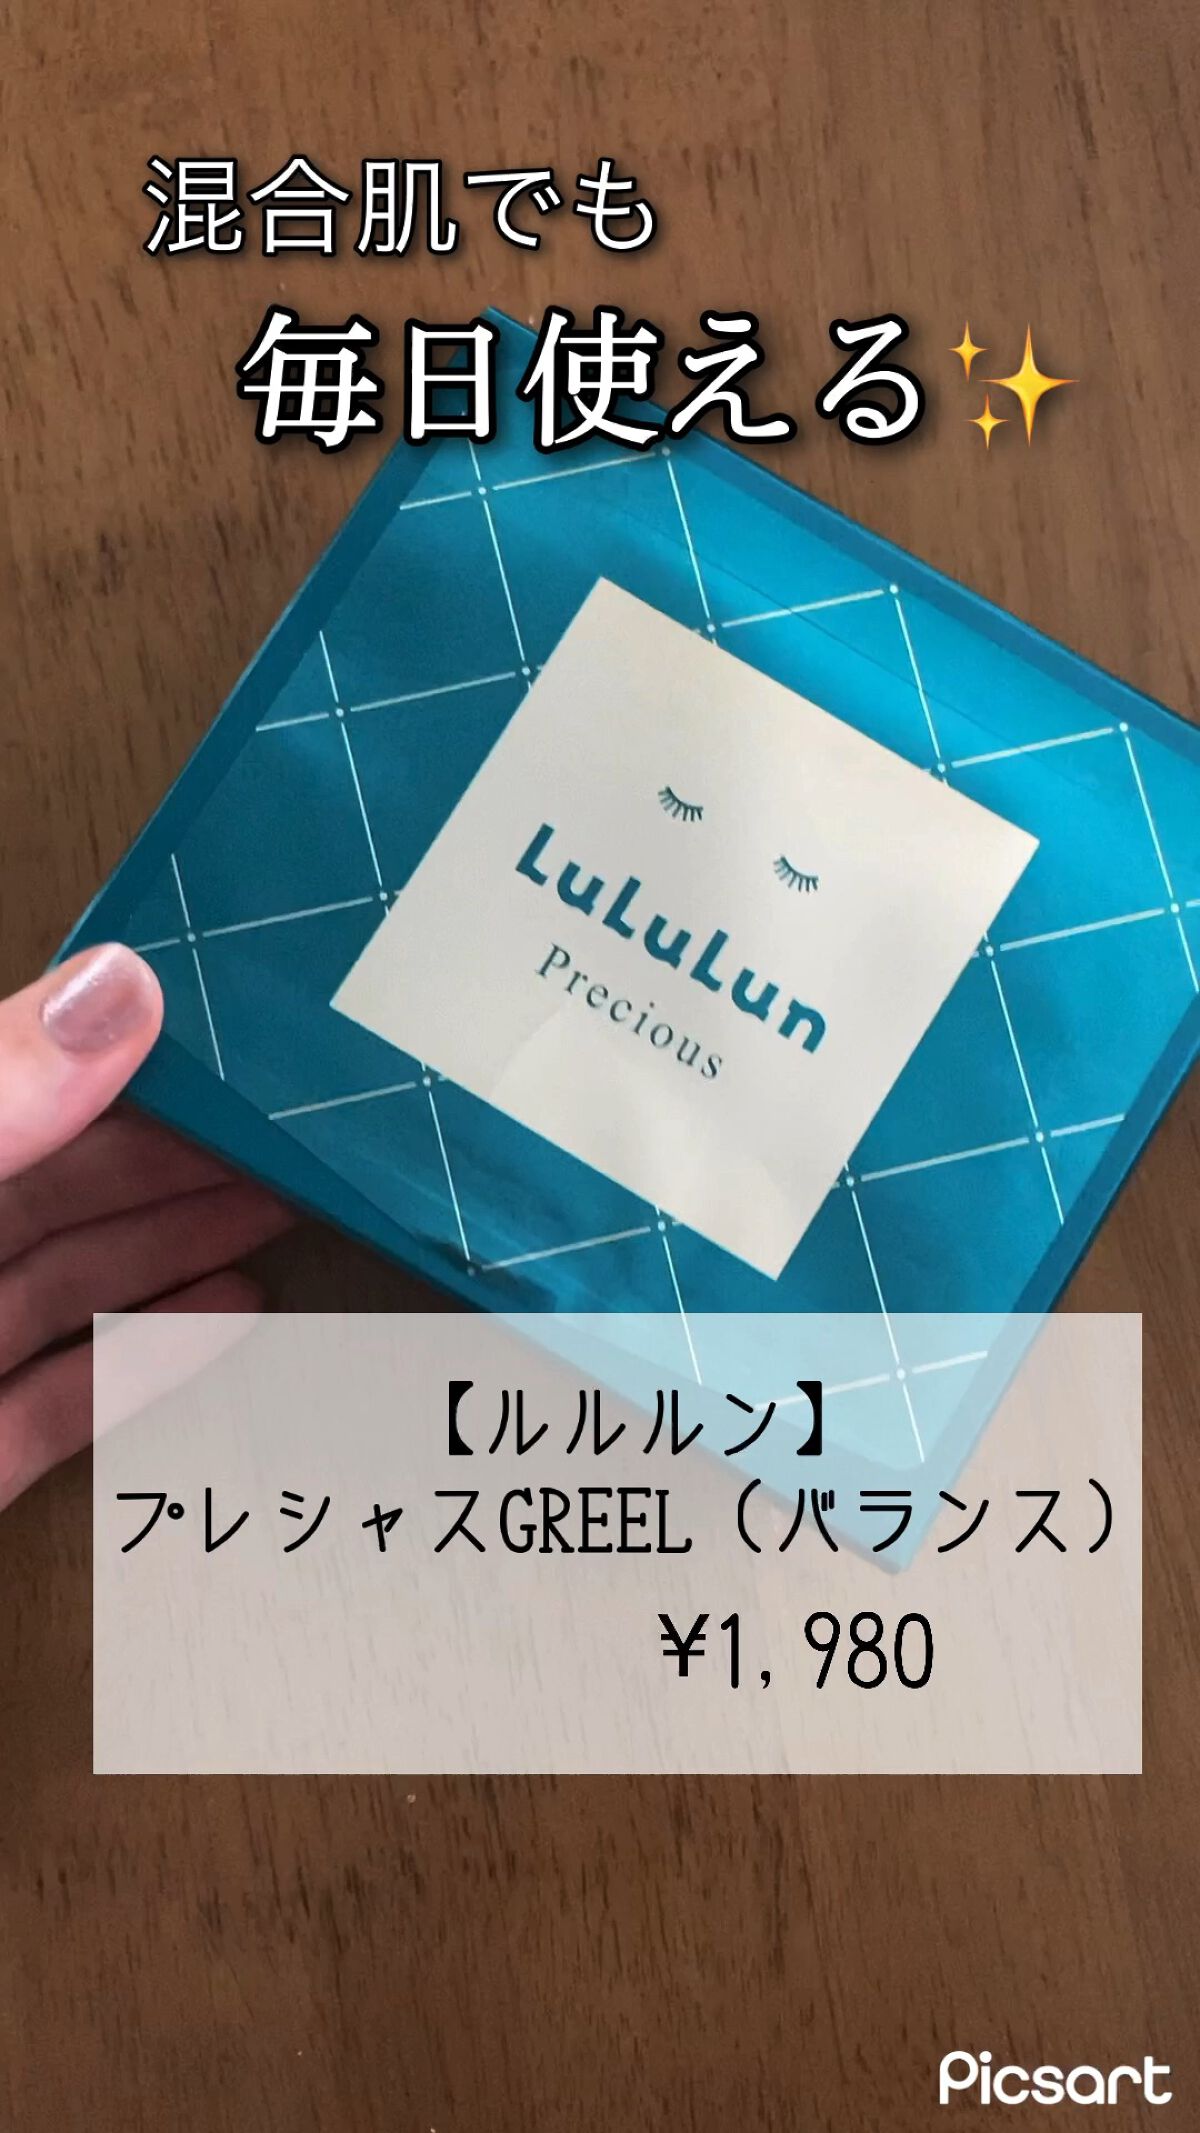 混合肌でも
毎日使える✨
LuLuLun
Precious
【ルルルン】
プレシャスGREEL（バランス）
¥1,980
Picsart